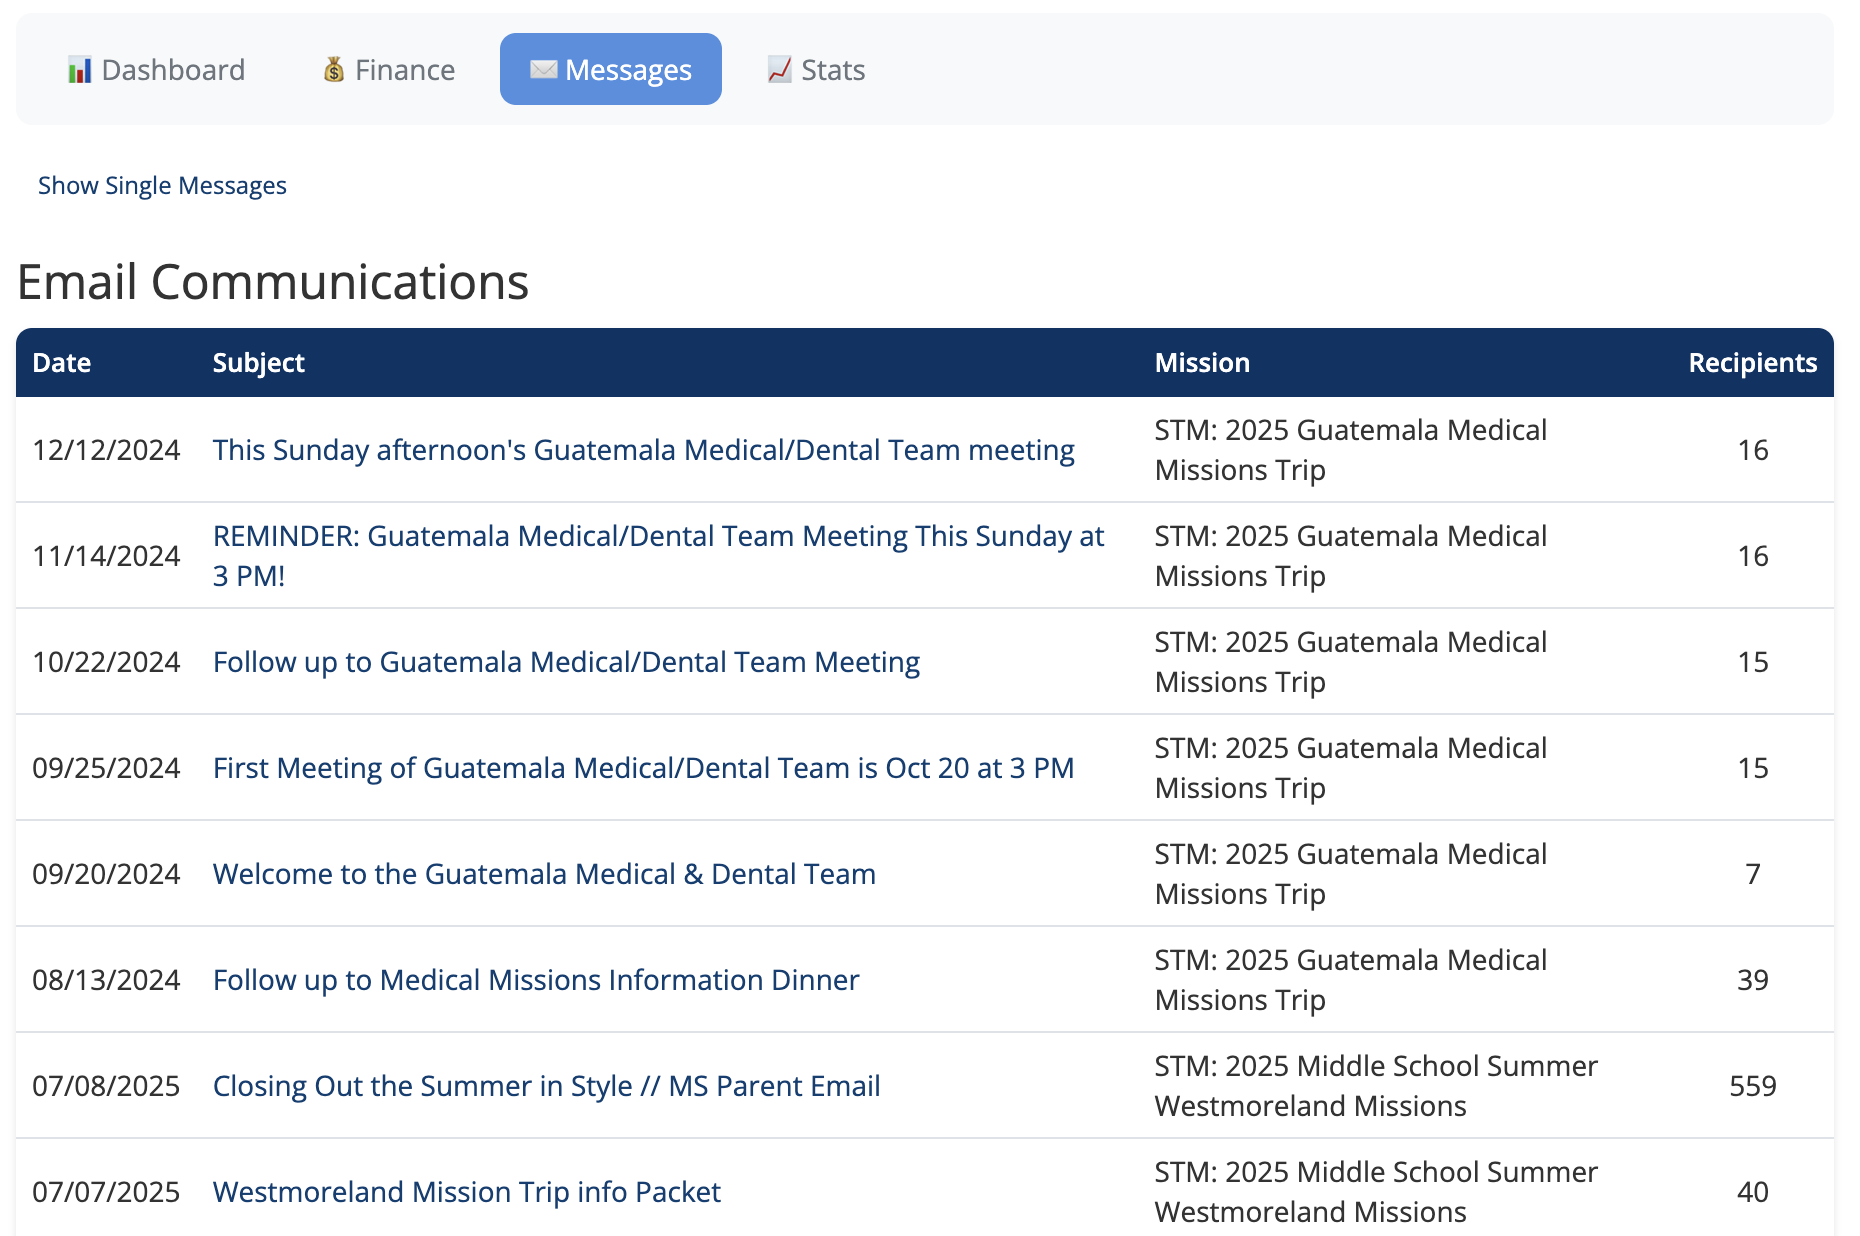 Dashboard Finance Messages Stats
Show Single Messages
Email Communications
Date Subject Mission Recipients
12/12/2024 This Sunday afternoon's Guatemala Medical/Dental Team meeting STM: 2025 Guatemala Medical
Missions Trip 16
11/14/2024 REMINDER: Guatemala Medical/Dental Team Meeting This Sunday at
3 PM! STM: 2025 Guatemala Medical
Missions Trip 16
10/22/2024 Follow up to Guatemala Medical/Dental Team Meeting STM: 2025 Guatemala Medical
Missions Trip 15
09/25/2024 First Meeting of Guatemala Medical/Dental Team is Oct 20 at 3 PM STM: 2025 Guatemala Medical
Missions Trip 15
09/20/2024 Welcome to the Guatemala Medical & Dental Team STM: 2025 Guatemala Medical
Missions Trip 7
08/13/2024 Follow up to Medical Missions Information Dinner STM: 2025 Guatemala Medical
Missions Trip 39
07/08/2025 Closing Out the Summer in Style // MS Parent Email STM: 2025 Middle School Summer
Westmoreland Missions 559
07/07/2025 Westmoreland Mission Trip info Packet STM: 2025 Middle School Summer
Westmoreland Missions 40